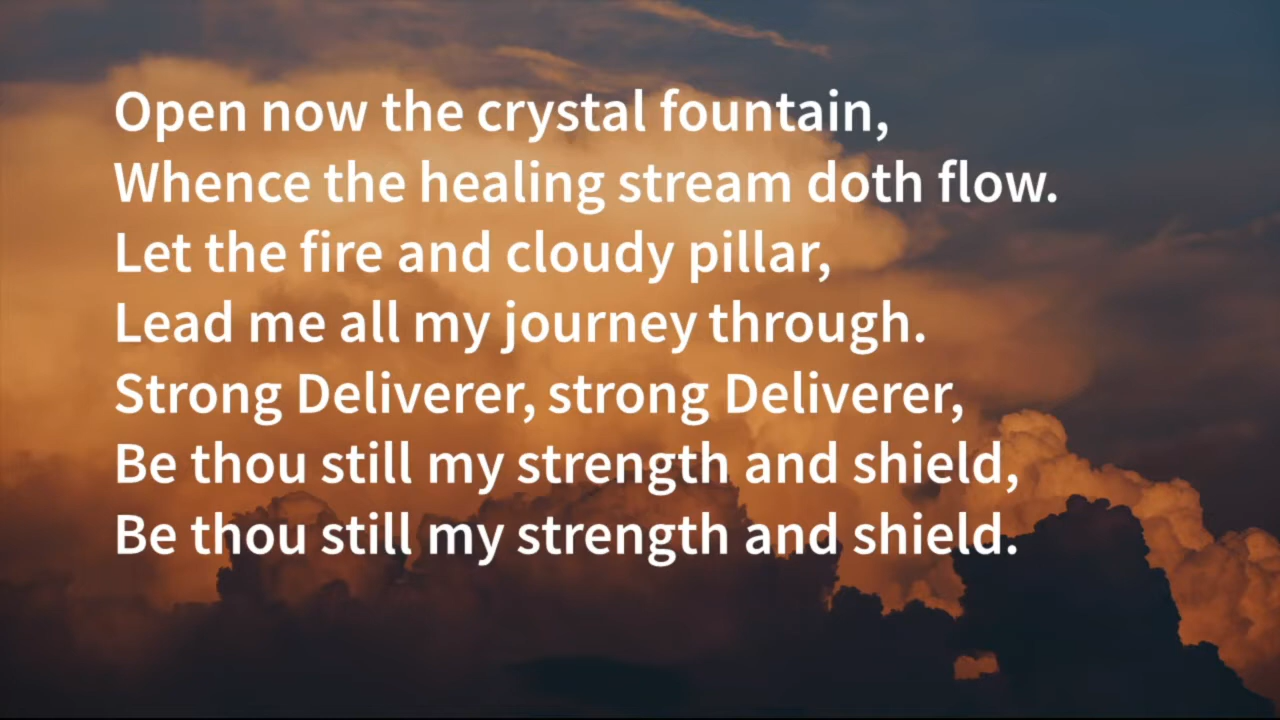 Open now the crystal fountain,
Whence the healing stream doth flow.
Let the fire and cloudy pillar,
Lead me all my journey through.
Strong Deliverer, strong Deliverer,
Be thou still my strength and shield,
Be thou still my strength and shield.